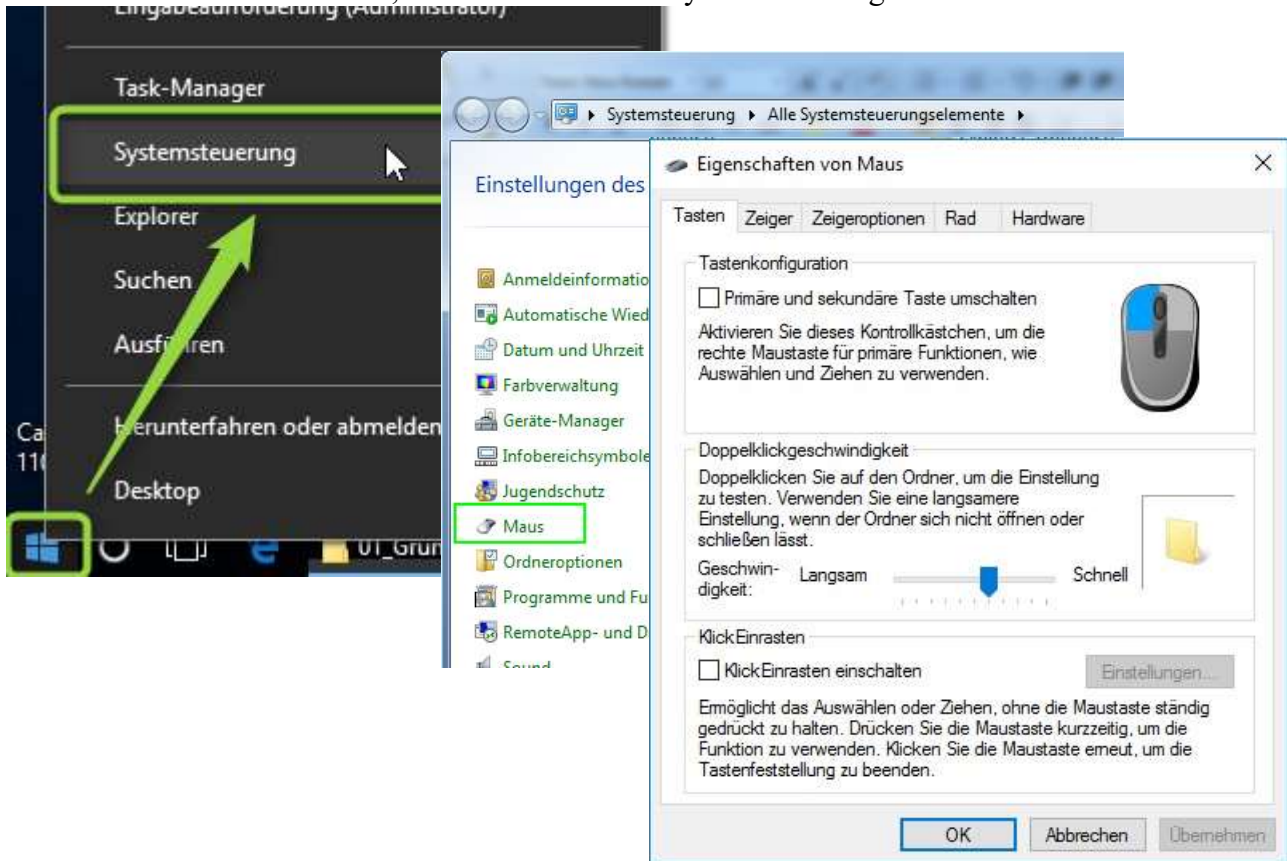 Eingabeaufforderung (Administrator)
Task-Manager
Systemsteuerung
Explorer
Suchen
Ausführen
Herunterfahren oder abmelden
Desktop
Ca
110
01_Grun
Systemsteuerung
Alle Systemsteuerungselemente
Einstellungen des
Anmeldeinformatio
Automatische Wied
Datum und Uhrzeit
Farbverwaltung
Geräte-Manager
Infobereichsymbole
Jugendschutz
Maus
Ordneroptionen
Programme und Fu
RemoteApp- und D
Sound
Eigenschaften von Maus
Tasten Zeiger Zeigeroptionen Rad Hardware
Tastenkonfiguration
Primäre und sekundäre Taste umschalten
Aktivieren Sie dieses Kontrollkästchen, um die
rechte Maustaste für primäre Funktionen, wie
Auswählen und Ziehen zu verwenden.
Doppelklickgeschwindigkeit
Doppelklicken Sie auf den Ordner, um die Einstellung
zu testen. Verwenden Sie eine langsamere
Einstellung, wenn der Ordner sich nicht öffnen oder
schließen lässt.
Geschwin-
digkeit:
Langsam
Schnell
KlickEinrasten
KlickEinrasten einschalten
Einstellungen...
Ermöglicht das Auswählen oder Ziehen, ohne die Maustaste ständig
gedrückt zu halten. Drücken Sie die Maustaste kurzzeitig, um die
Funktion zu verwenden. Klicken Sie die Maustaste erneut, um die
Tastenfeststellung zu beenden.
OK Abbrechen Übernehmen